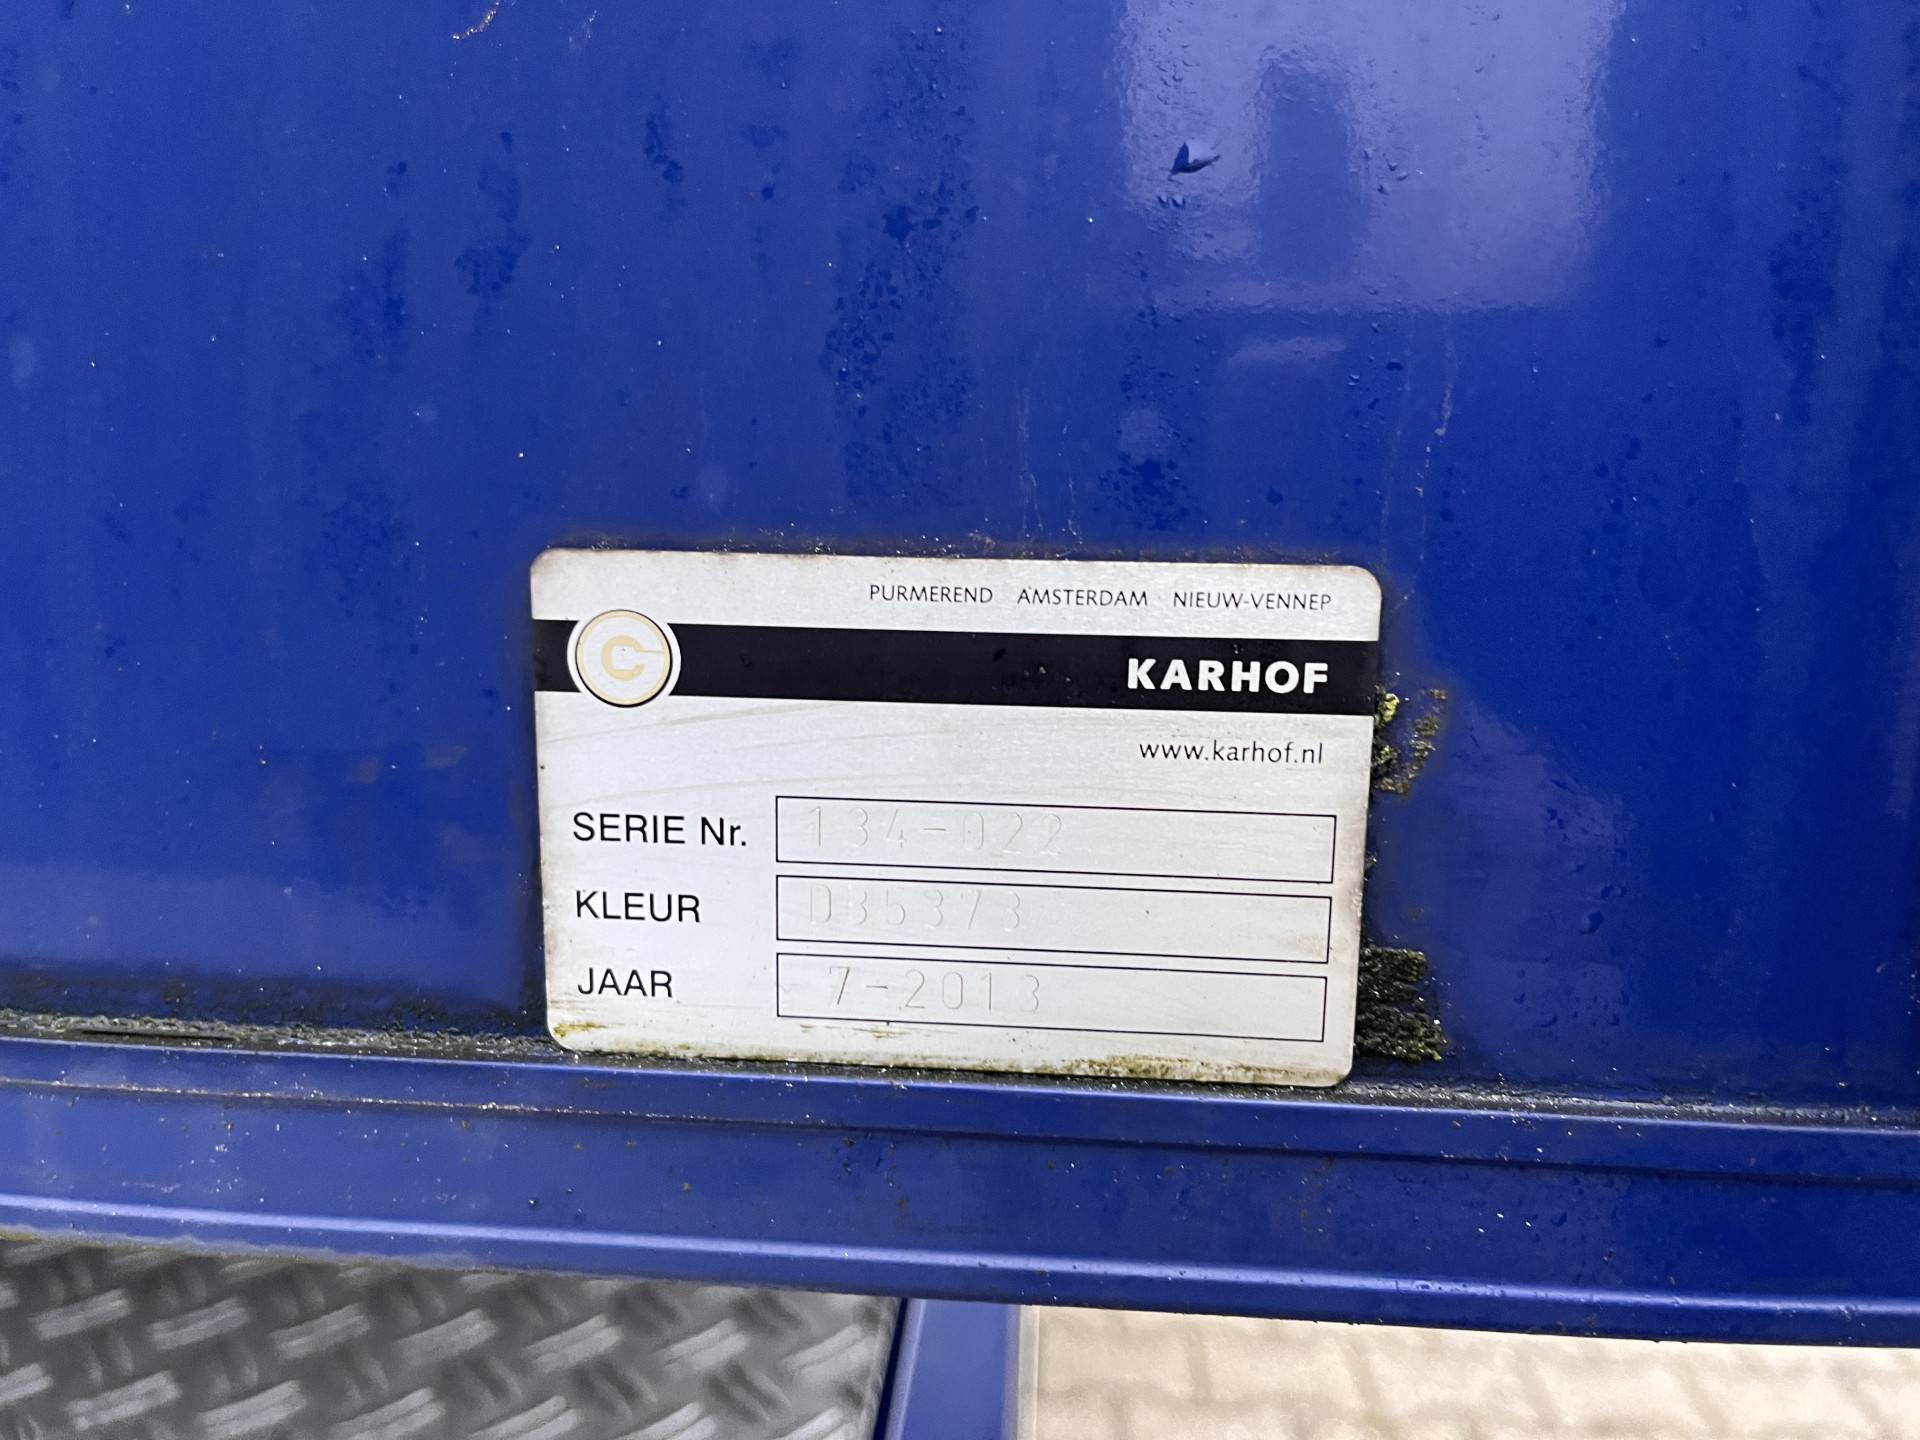 PURMEREND AMSTERDAM NIEUW-VENNEP
C
KARHOF
www.karhof.nl
SERIE Nr. 134-022
KLEUR D35373
JAAR 7-2013